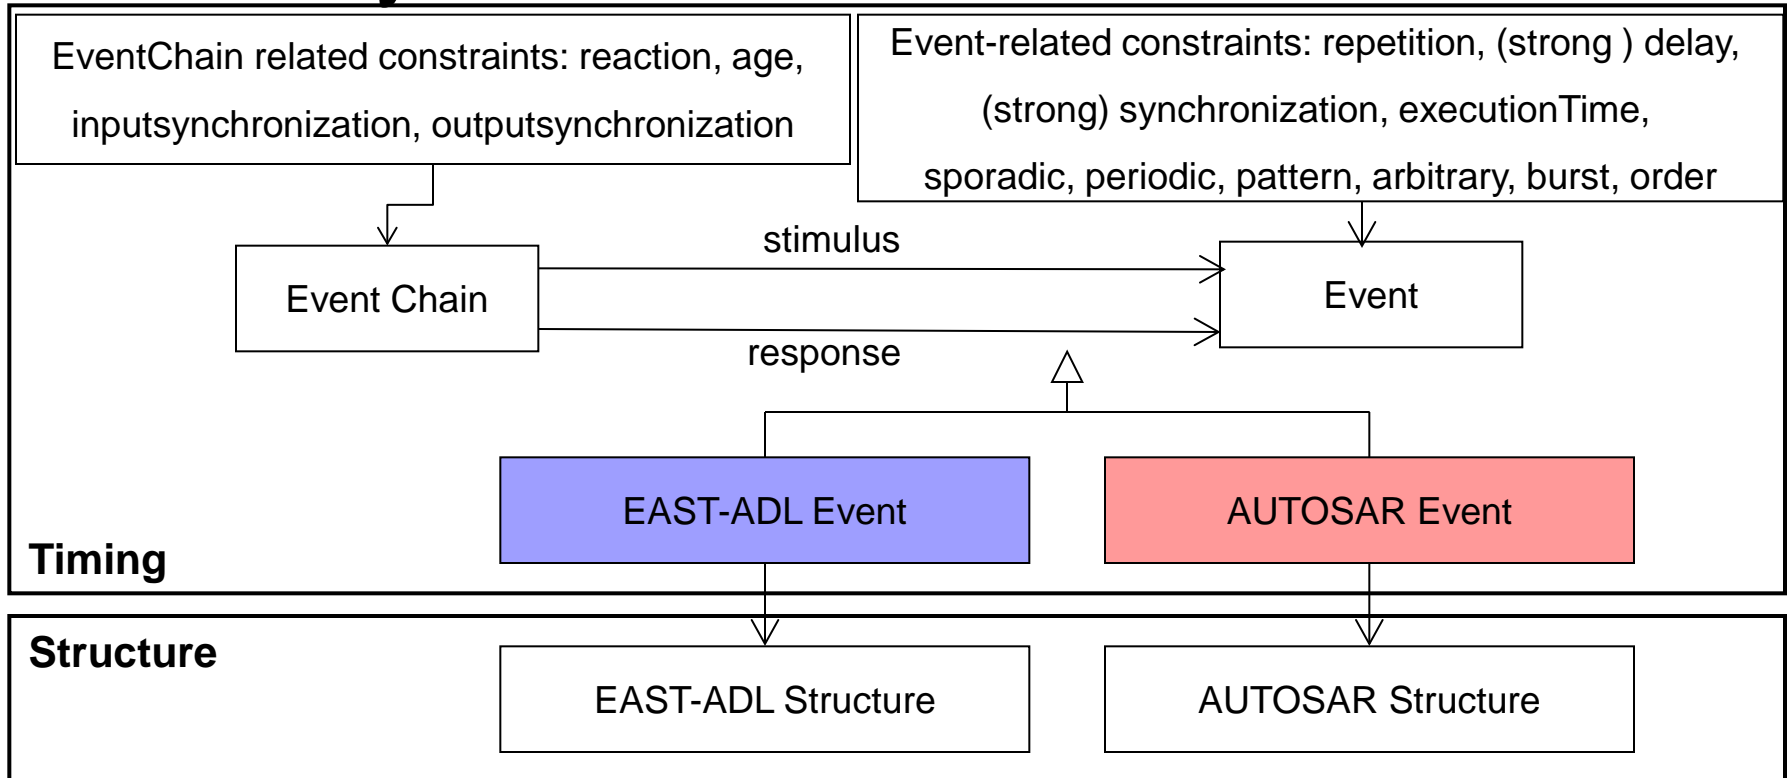 EventChain related constraints: reaction, age,
inputsynchronization, outputsynchronization
Event-related constraints: repetition, (strong ) delay,
(strong) synchronization, executionTime,
sporadic, periodic, pattern, arbitrary, burst, order
stimulus
Event Chain
Event
response
EAST-ADL Event
AUTOSAR Event
Timing
Structure
EAST-ADL Structure
AUTOSAR Structure